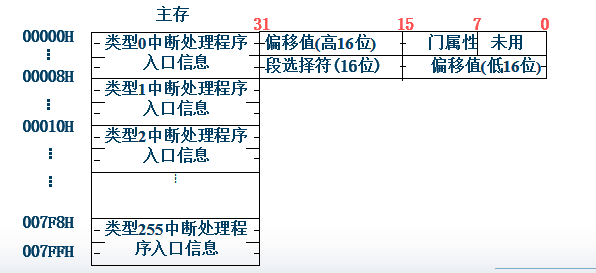 主存
31 15 7 0
00000H 类型0中断处理程序 偏移值(高16位) 门属性 未用
⋮ 入口信息 段选择符(16位) 偏移值(低16位)
00008H
⋮ 类型1中断处理程序
入口信息
00010H
⋮ 类型2中断处理程序
入口信息
⋮ ⋮
007F8H 类型255中断处理程
序入口信息
007FFH